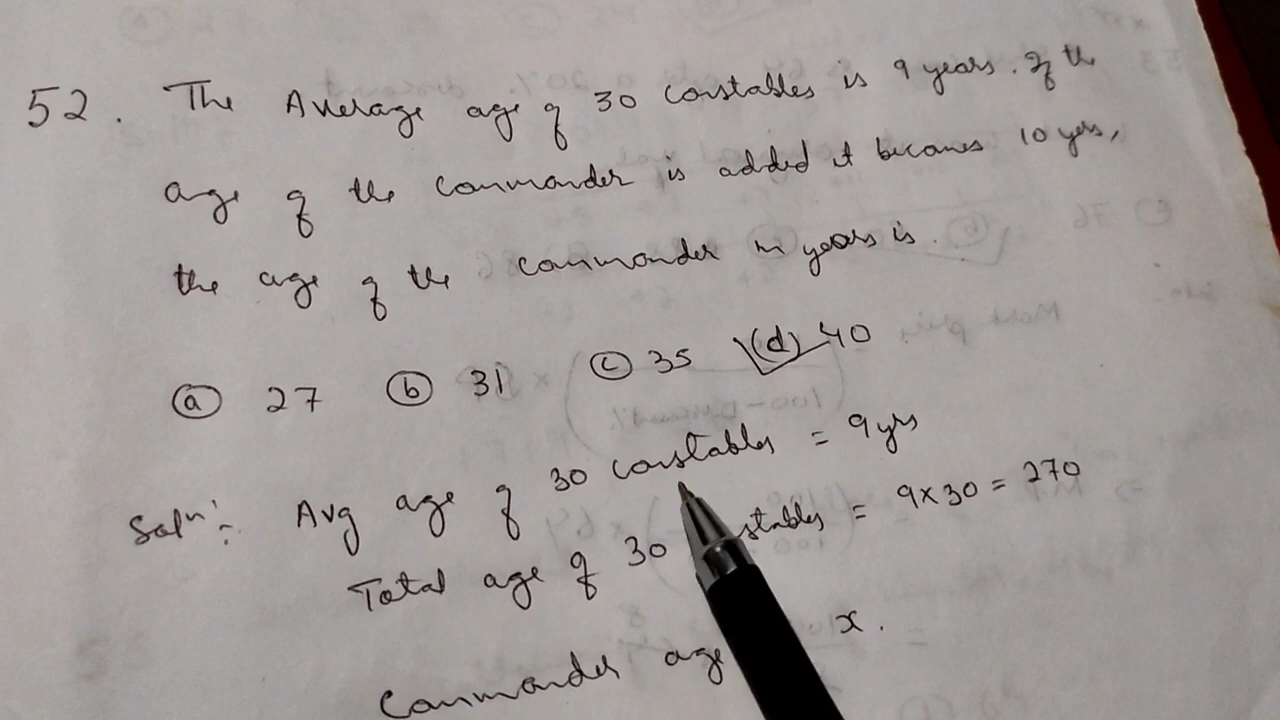 52. The Average age of 30 constables is 9 years. If the
age of the commander is added it becomes 10 yrs,
the age of the commander in years is.
(a) 27 (b) 31 (c) 35 (d) 40
Soln:- Avg age of 30 constables = 9 yrs
Total age of 30 stables = 9 x 30 = 270
Commander age x.